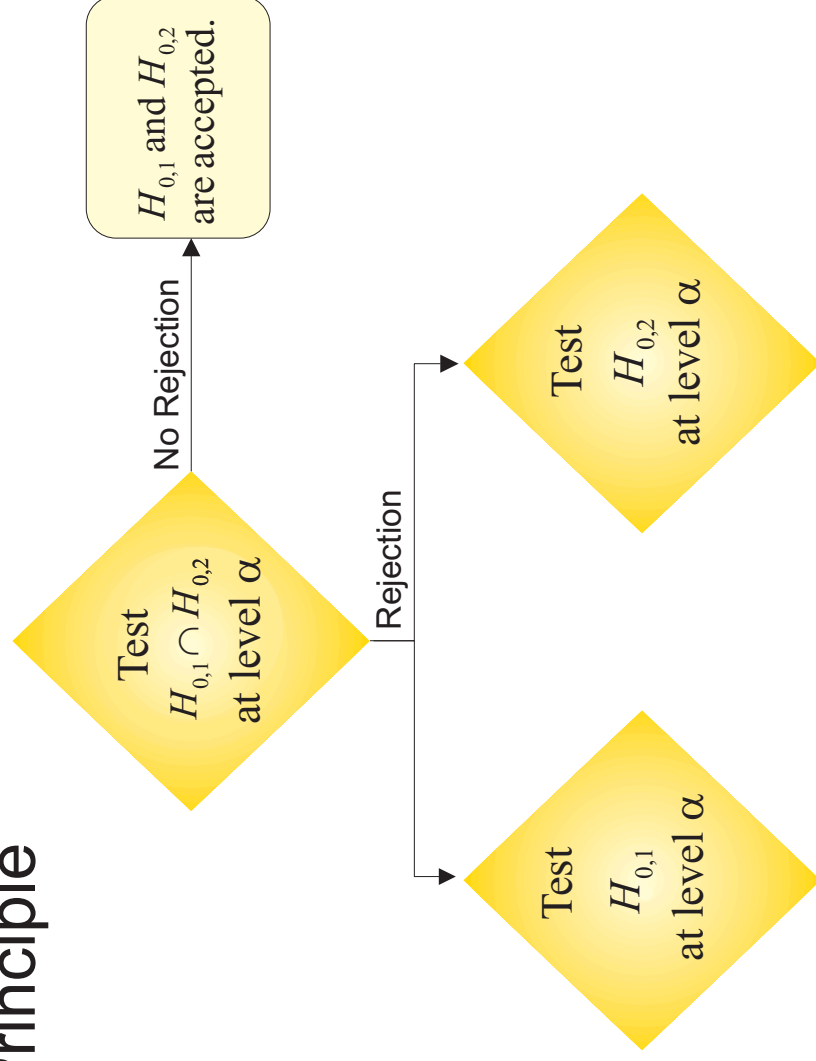 Test
H₀,₁ ∩ H₀,₂
at level α
No Rejection
H₀,₁ and H₀,₂
are accepted.
Rejection
Test
H₀,₁
at level α
Test
H₀,₂
at level α